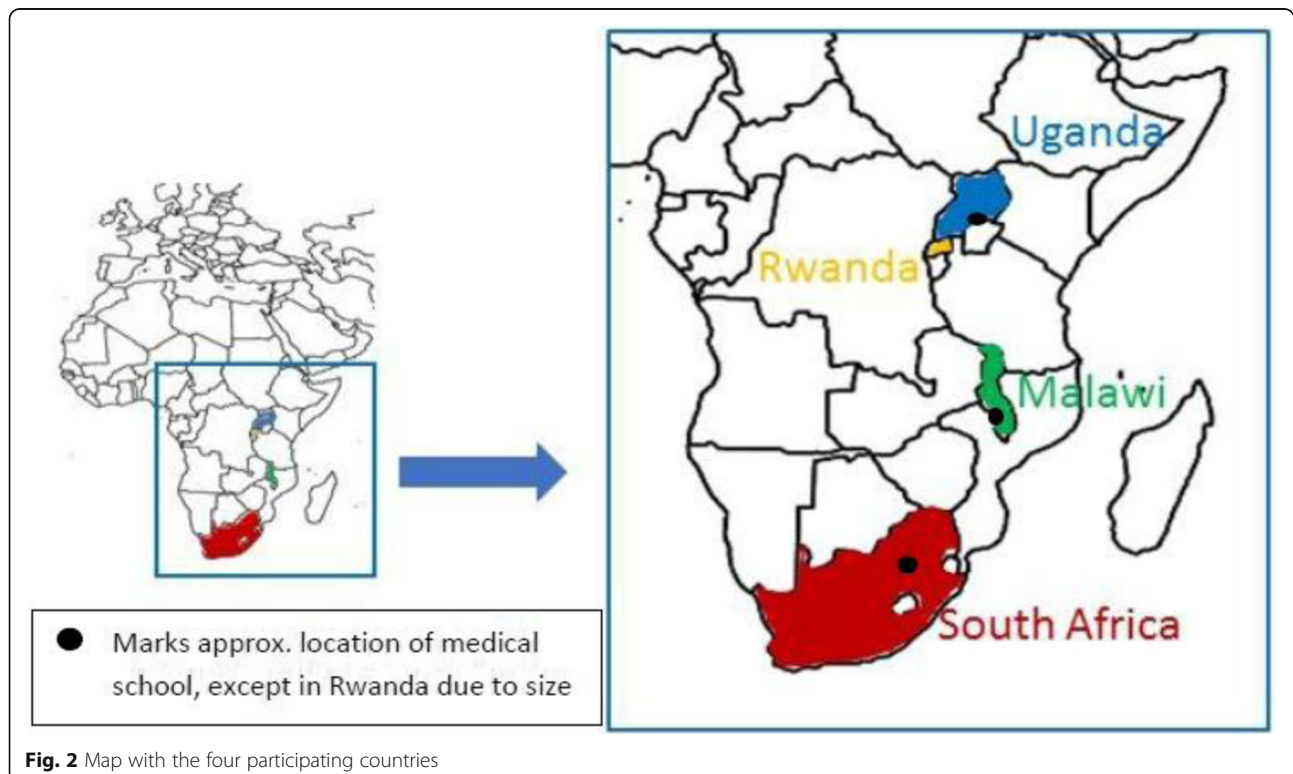 Uganda
Rwanda
Malawi
South Africa
● Marks approx. location of medical
school, except in Rwanda due to size
Fig. 2 Map with the four participating countries